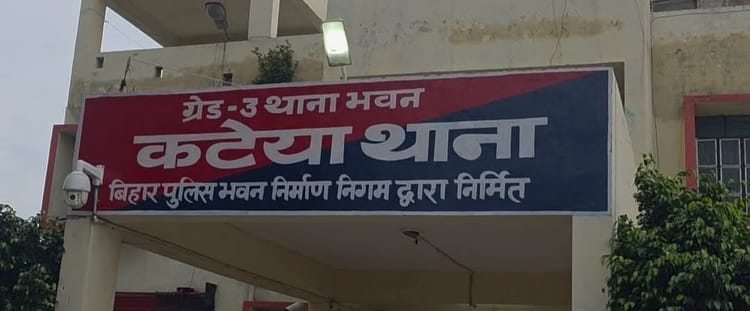 ग्रेड - 3 थाना भवन
कटेया थाना
बिहार पुलिस भवन निर्माण निगम द्वारा निर्मित